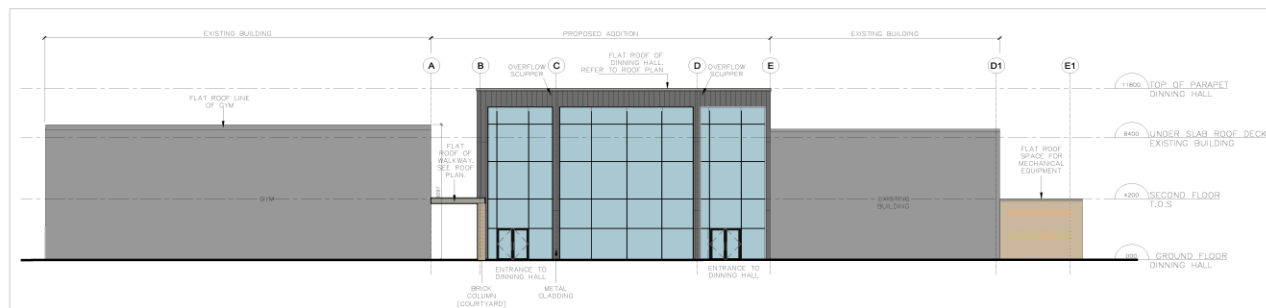 EXISTING BUILDING
PROPOSED ADDITION
EXISTING BUILDING
A
B
C
D
E
D1
E1
OVERFLOW
SCUPPER
FLAT ROOF OF
DINNING HALL.
REFER TO ROOF PLAN
OVERFLOW
SCUPPER
11800
TOP OF PARAPET
DINNING HALL
FLAT ROOF LINE
OF GYM
8400
UNDER SLAB ROOF DECK
EXISTING BUILDING
FLAT
ROOF OF
WALKWAY.
SEE ROOF
PLAN.
FLAT ROOF
SPACE FOR
MECHANICAL
EQUIPMENT
GYM
EXISTING
BUILDING
4200
SECOND FLOOR
T.O.S
000
GROUND FLOOR
DINNING HALL
ENTRANCE TO
DINNING HALL
BRICK
COLUMN
(COURTYARD)
METAL
CLADDING
ENTRANCE TO
DINNING HALL